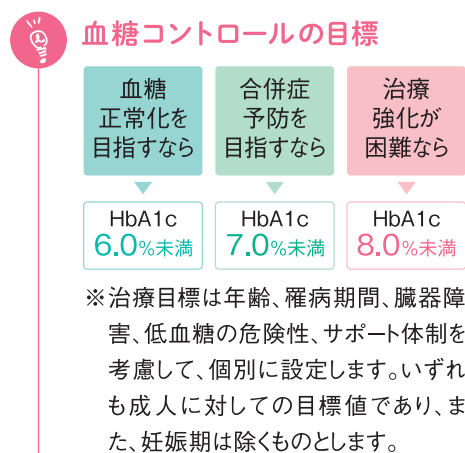 血糖コントロールの目標
血糖
正常化を
目指すなら
合併症
予防を
目指すなら
治療
強化が
困難なら
HbA1c
6.0%未満
HbA1c
7.0%未満
HbA1c
8.0%未満
※治療目標は年齢、罹病期間、臓器障
害、低血糖の危険性、サポート体制を
考慮して、個別に設定します。いずれ
も成人に対しての目標値であり、ま
た、妊娠期は除くものとします。